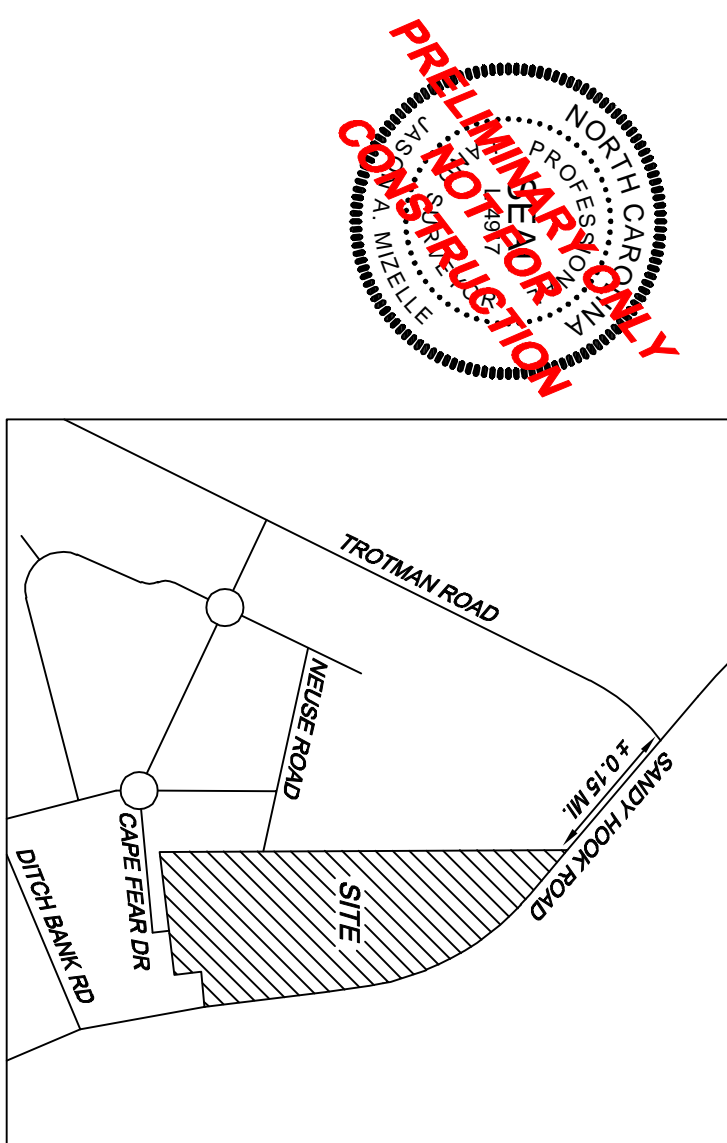 PRELIMINARY ONLY
NOT FOR
CONSTRUCTION
NORTH CAROLINA
PROFESSIONAL
SEAL
SURVEYOR
JASON A. MIZELLE
TROTMAN ROAD
± 0.15 MI.
SANDY HOOK ROAD
NEUSE ROAD
SITE
CAPE FEAR DR
DITCH BANK RD